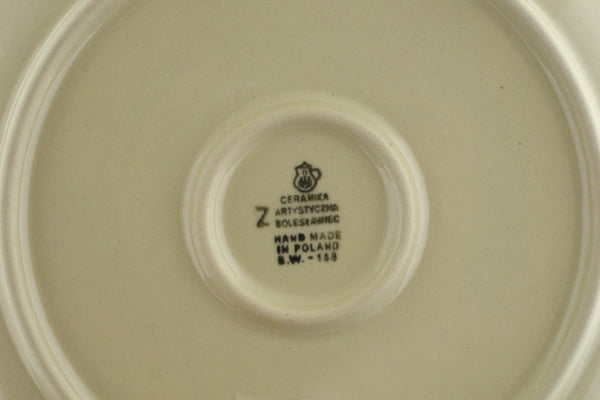 CERAMIKA
Z ARTYSTYCZNA
BOLESŁAWIEC
HAND MADE
IN POLAND
B.W. - 158